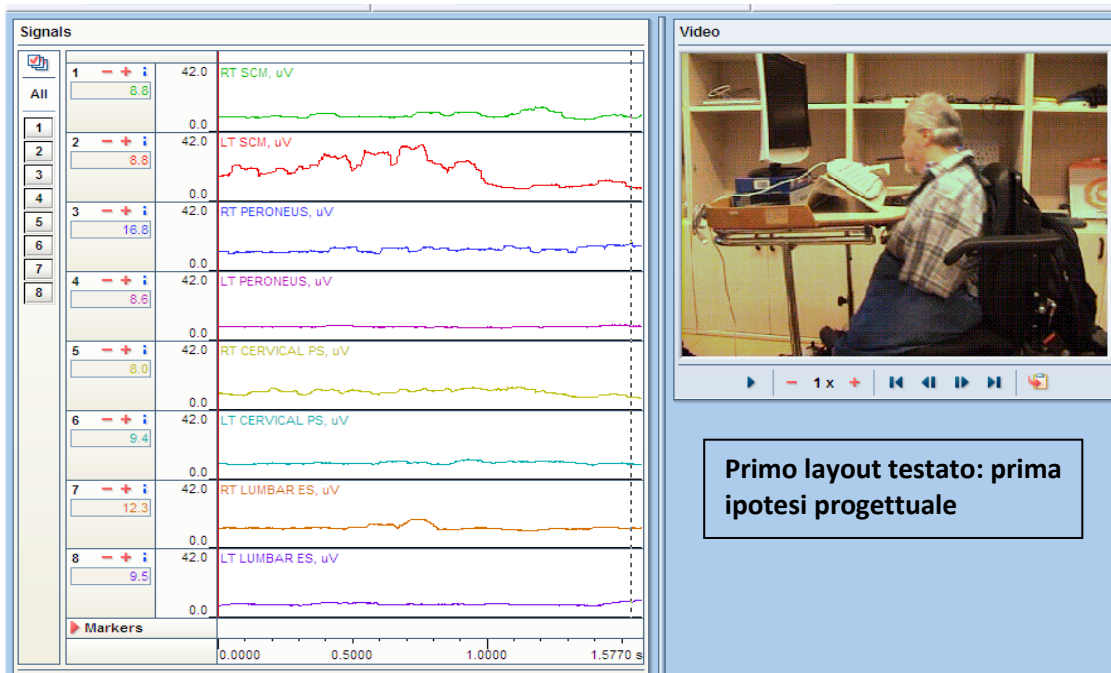 Signals
All
1
2
3
4
5
6
7
8
1 − + i 42.0 RT SCM, uV
8.8
0.0
2 − + i 42.0 LT SCM, uV
8.8
0.0
3 − + i 42.0 RT PERONEUS, uV
16.8
0.0
4 − + i 42.0 LT PERONEUS, uV
8.6
0.0
5 − + i 42.0 RT CERVICAL PS, uV
8.0
0.0
6 − + i 42.0 LT CERVICAL PS, uV
9.4
0.0
7 − + i 42.0 RT LUMBAR ES, uV
12.3
0.0
8 − + i 42.0 LT LUMBAR ES, uV
9.5
0.0
Markers
0.0000 0.5000 1.0000 1.5770 s
Video
− 1 x +
Primo layout testato: prima
ipotesi progettuale